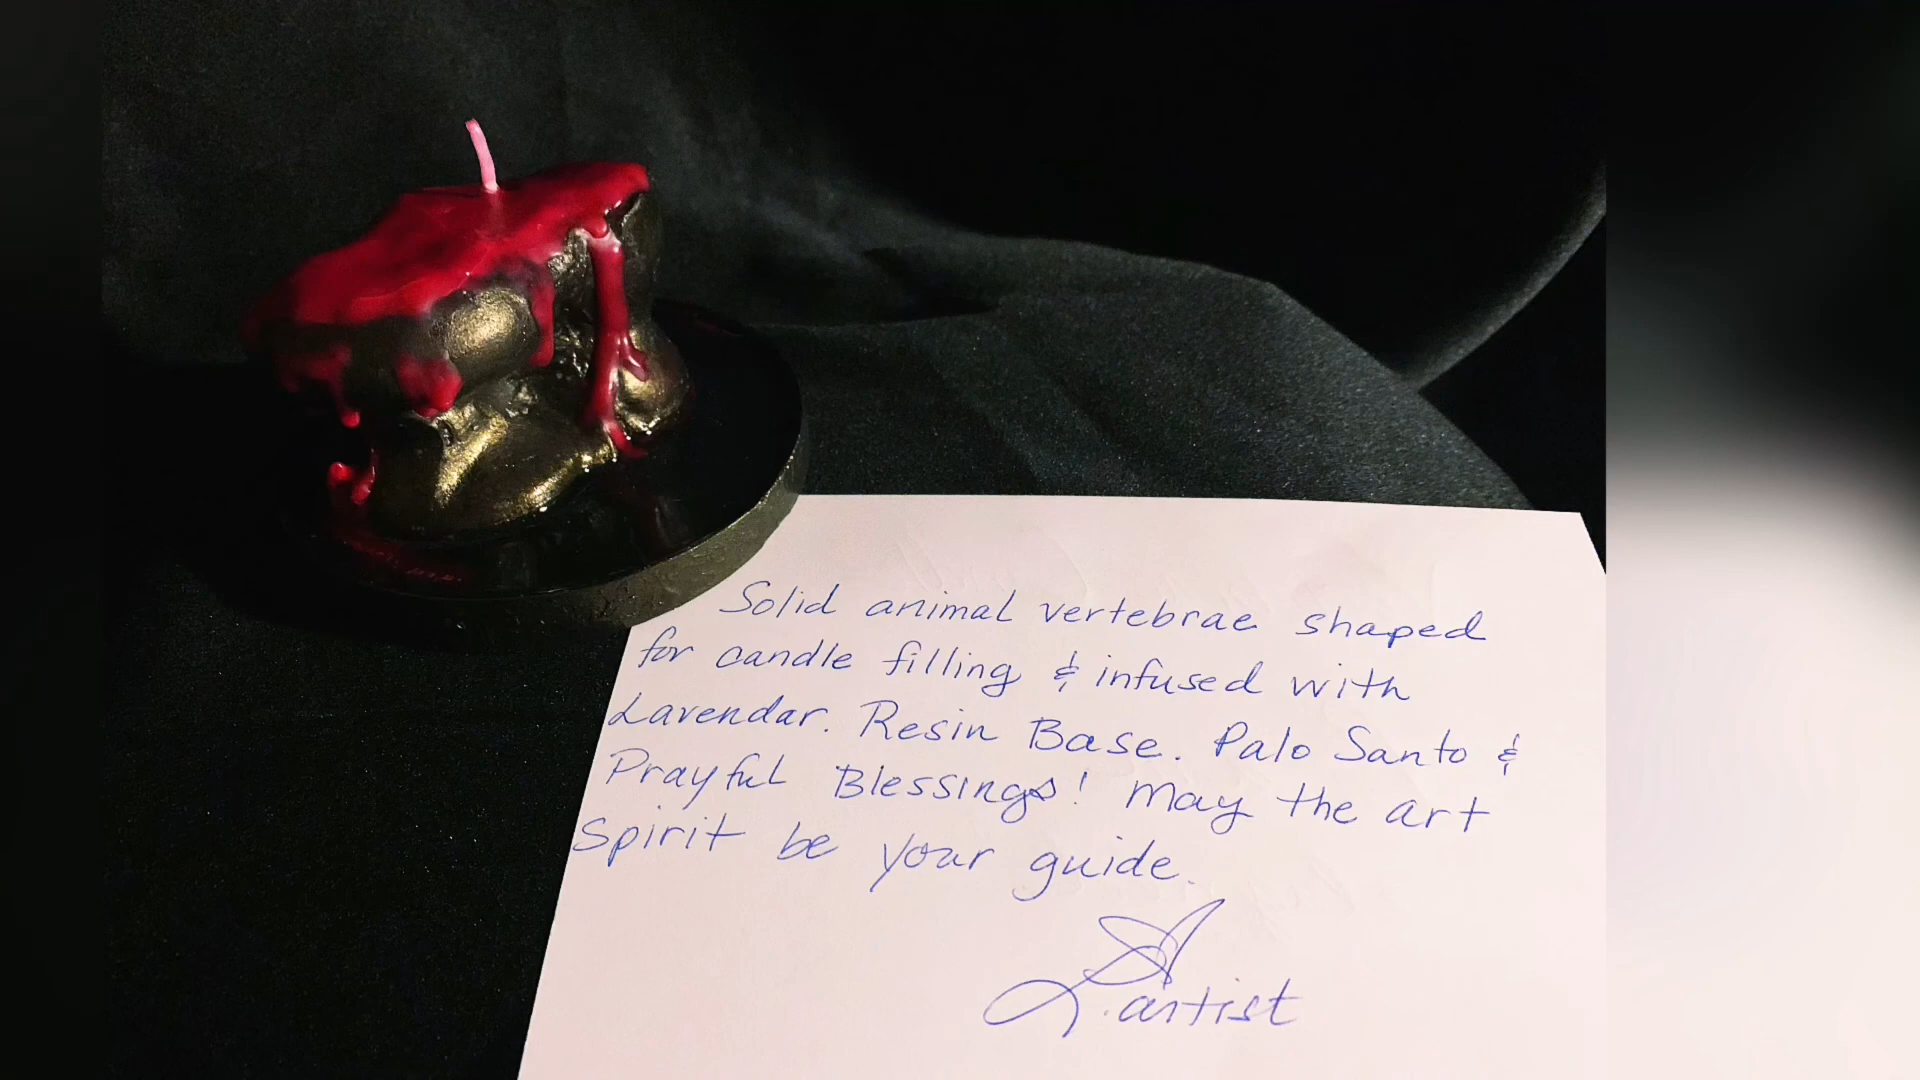 Solid animal vertebrae shaped
for candle filling & infused with
Lavendar. Resin Base. Palo Santo &
Prayful Blessings! May the art
Spirit be your guide.
artist